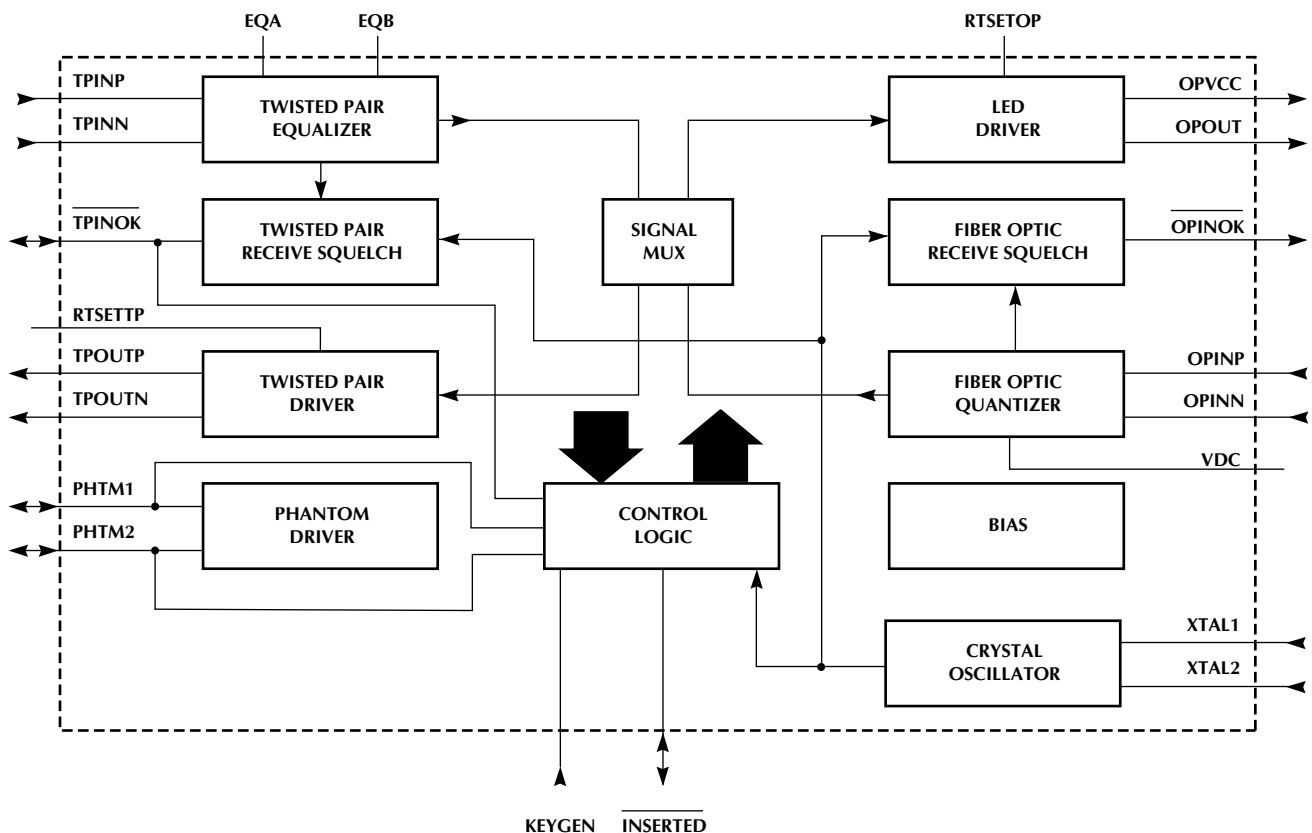 EQA
EQB
RTSETOP
TPINP
TPINN
TWISTED PAIR
EQUALIZER
LED
DRIVER
OPVCC
OPOUT
TPINOK
TWISTED PAIR
RECEIVE SQUELCH
SIGNAL
MUX
FIBER OPTIC
RECEIVE SQUELCH
OPINOK
RTSETTP
TPOUTP
TPOUTN
TWISTED PAIR
DRIVER
FIBER OPTIC
QUANTIZER
OPINP
OPINN
VDC
PHTM1
PHTM2
PHANTOM
DRIVER
CONTROL
LOGIC
BIAS
CRYSTAL
OSCILLATOR
XTAL1
XTAL2
KEYGEN
INSERTED